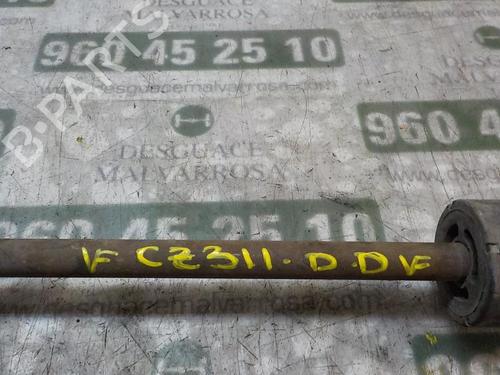 960 45 25 10
www.desguacemalvarrosa.com
B-PARTS
DESGUACE
MALVARROSA
DESGUACE
MALVARROSA
960 4
960 45 25 10
VF CZ311-D DVF